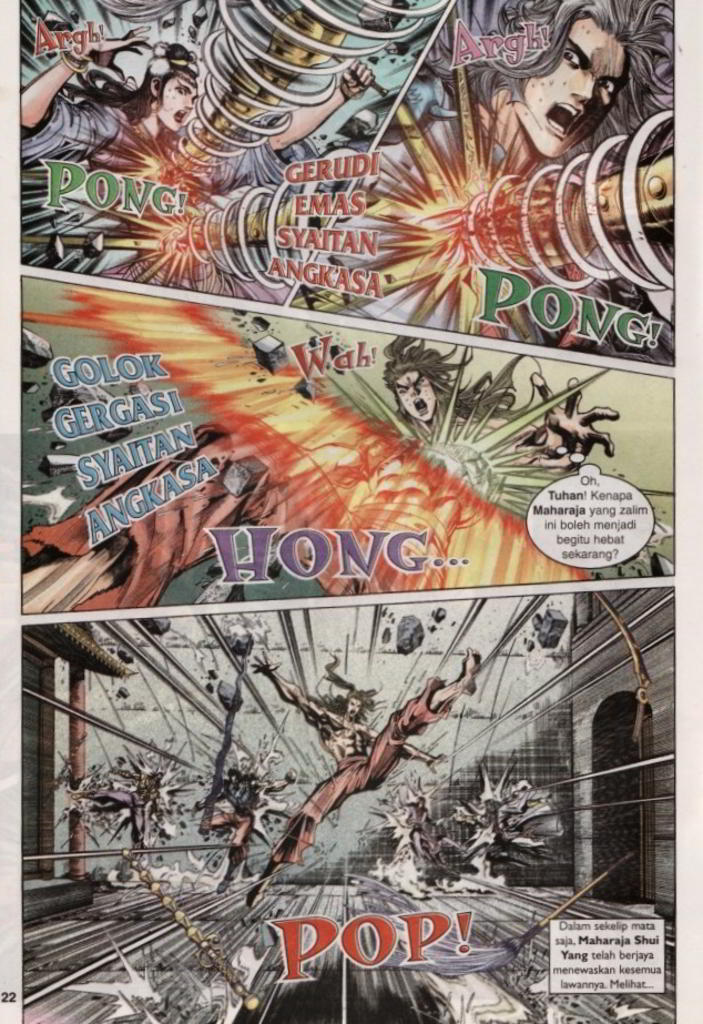 Argh!
Argh!
PONG!
GERUDI
EMAS
SYAITAN
ANGKASA
PONG!
GOLOK
GERGASI
SYAITAN
ANGKASA
Wah!
HONG...
Oh,
Tuhan! Kenapa
Maharaja yang zalim
ini boleh menjadi
begitu hebat
sekarang?
POP!
Dalam sekelip mata
saja, Maharaja Shui
Yang telah berjaya
menewaskan kesemua
lawannya. Melihat...
22